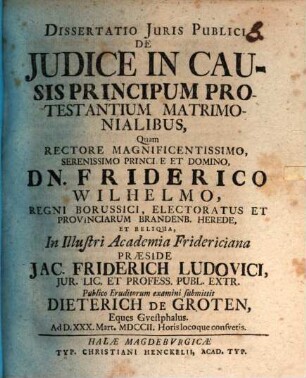 DISSERTATIO JURIS PUBLICI
DE
JUDICE IN CAU-
SIS PRINCIPUM PRO-
TESTANTIUM MATRIMO-
NIALIBUS,
Quam
RECTORE MAGNIFICENTISSIMO,
SERENISSIMO PRINCIPE ET DOMINO,
DN. FRIDERICO
WILHELMO,
REGNI BORUSSICI, ELECTORATUS ET
PROVINCIARUM BRANDENB. HEREDE,
ET RELIQUA,
In Illustri Academia Fridericiana
PRÆSIDE
JAC. FRIDERICH LUDOVICI,
JUR. LIC. ET PROFESS. PUBL. EXTR.
Publico Eruditorum examini submittit
DIETERICH DE GROTEN,
Eques Gvestphalus.
Ad D. XXX. Mart. MDCCII. Horis locoque consvetis.
HALÆ MAGDEBVRGICÆ
TYP. CHRISTIANI HENCKELII, ACAD. TYP.